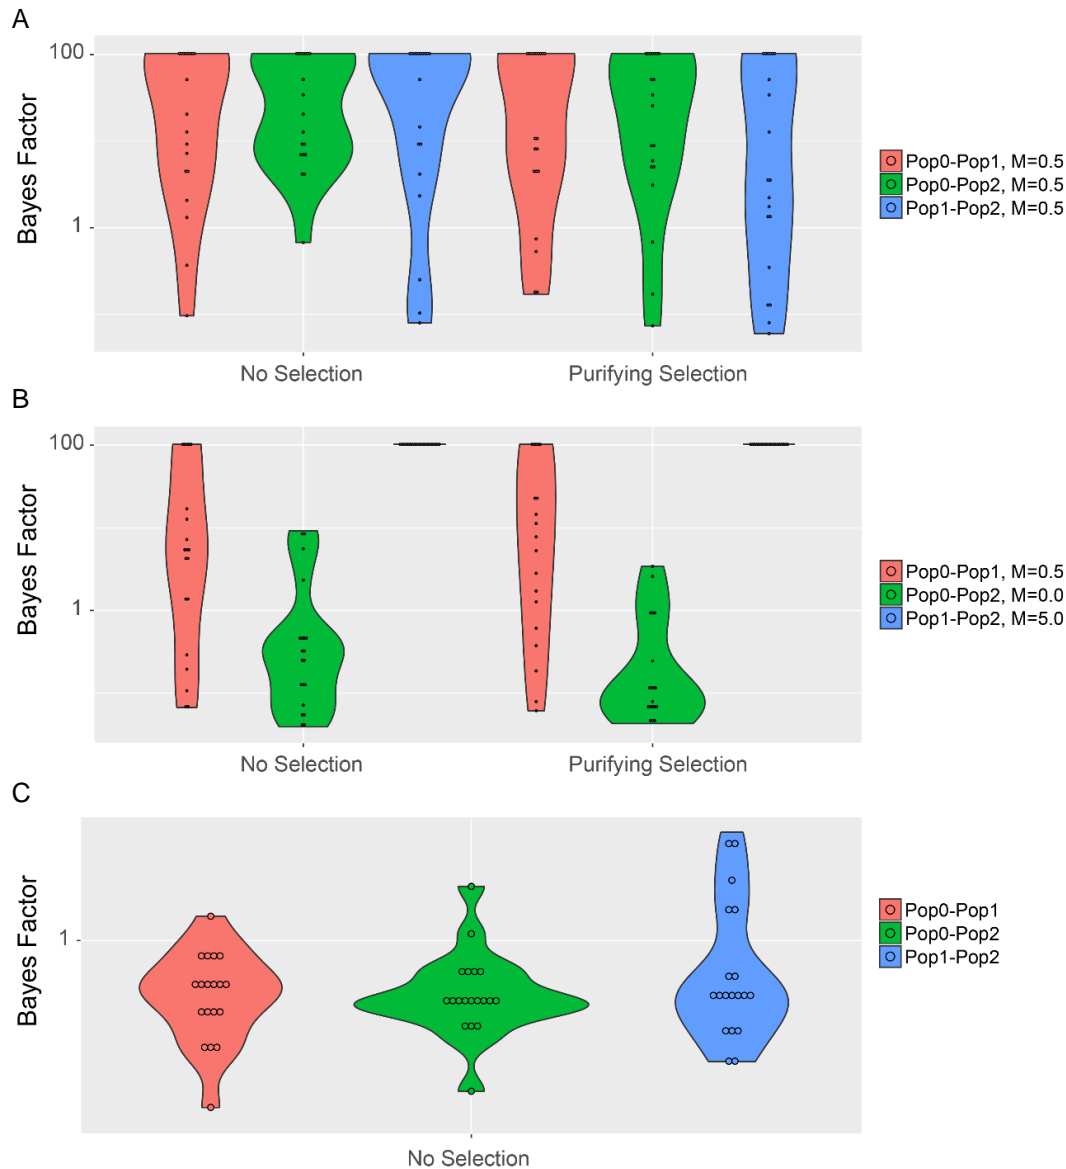 A
Bayes Factor
100
1
No Selection
Purifying Selection
Pop0-Pop1, M=0.5
Pop0-Pop2, M=0.5
Pop1-Pop2, M=0.5
B
Bayes Factor
100
1
No Selection
Purifying Selection
Pop0-Pop1, M=0.5
Pop0-Pop2, M=0.0
Pop1-Pop2, M=5.0
C
Bayes Factor
1
No Selection
Pop0-Pop1
Pop0-Pop2
Pop1-Pop2